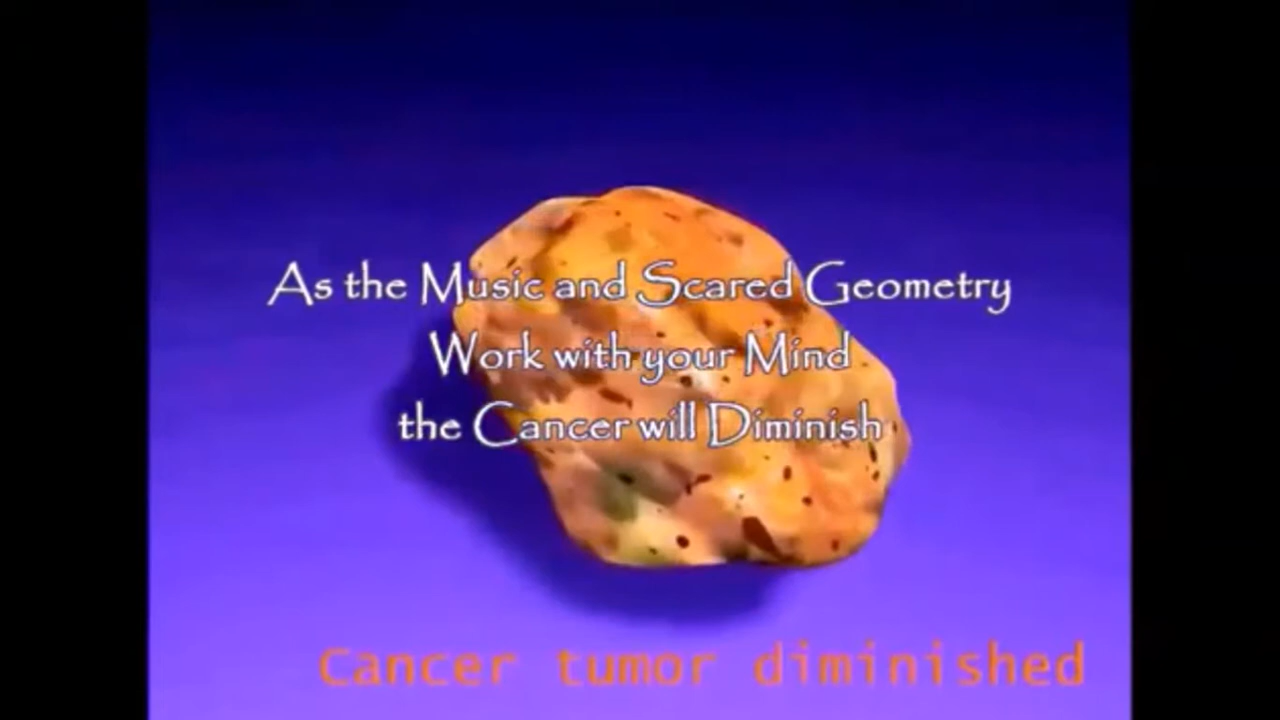 As the Music and Scared Geometry
Work with your Mind
the Cancer will Diminish
Cancer tumor diminished